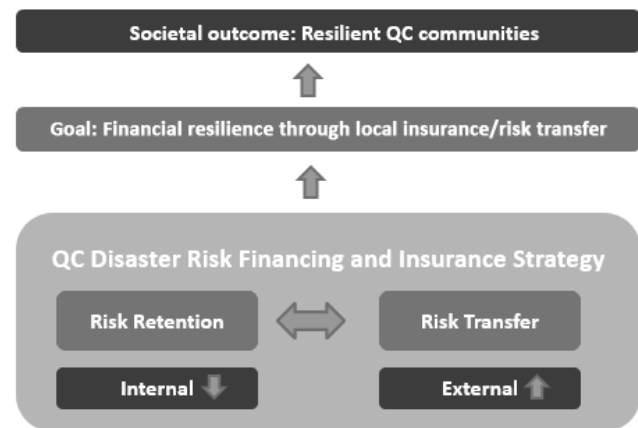 Societal outcome: Resilient QC communities
Goal: Financial resilience through local insurance/risk transfer
QC Disaster Risk Financing and Insurance Strategy
Risk Retention
Risk Transfer
Internal
External